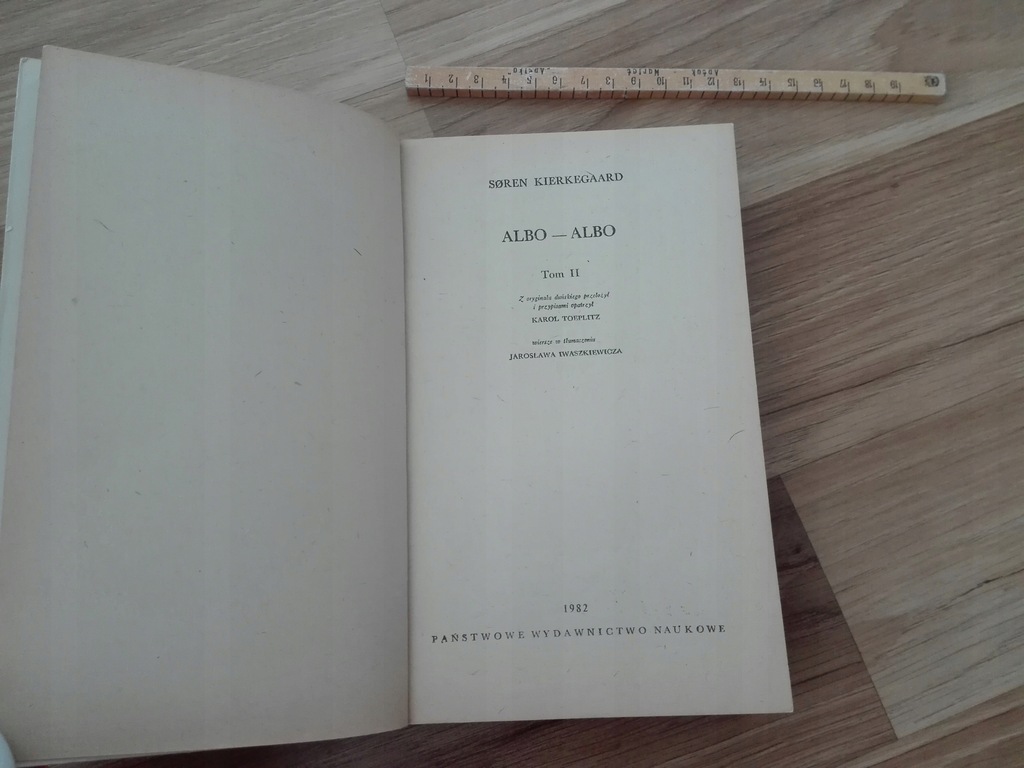 SØREN KIERKEGAARD
ALBO — ALBO
Tom II
Z oryginału duńskiego przełożył
i przypisami opatrzył
KAROL TOEPLITZ
wiersze w tłumaczeniu
JAROSŁAWA IWASZKIEWICZA
1982
PAŃSTWOWE WYDAWNICTWO NAUKOWE